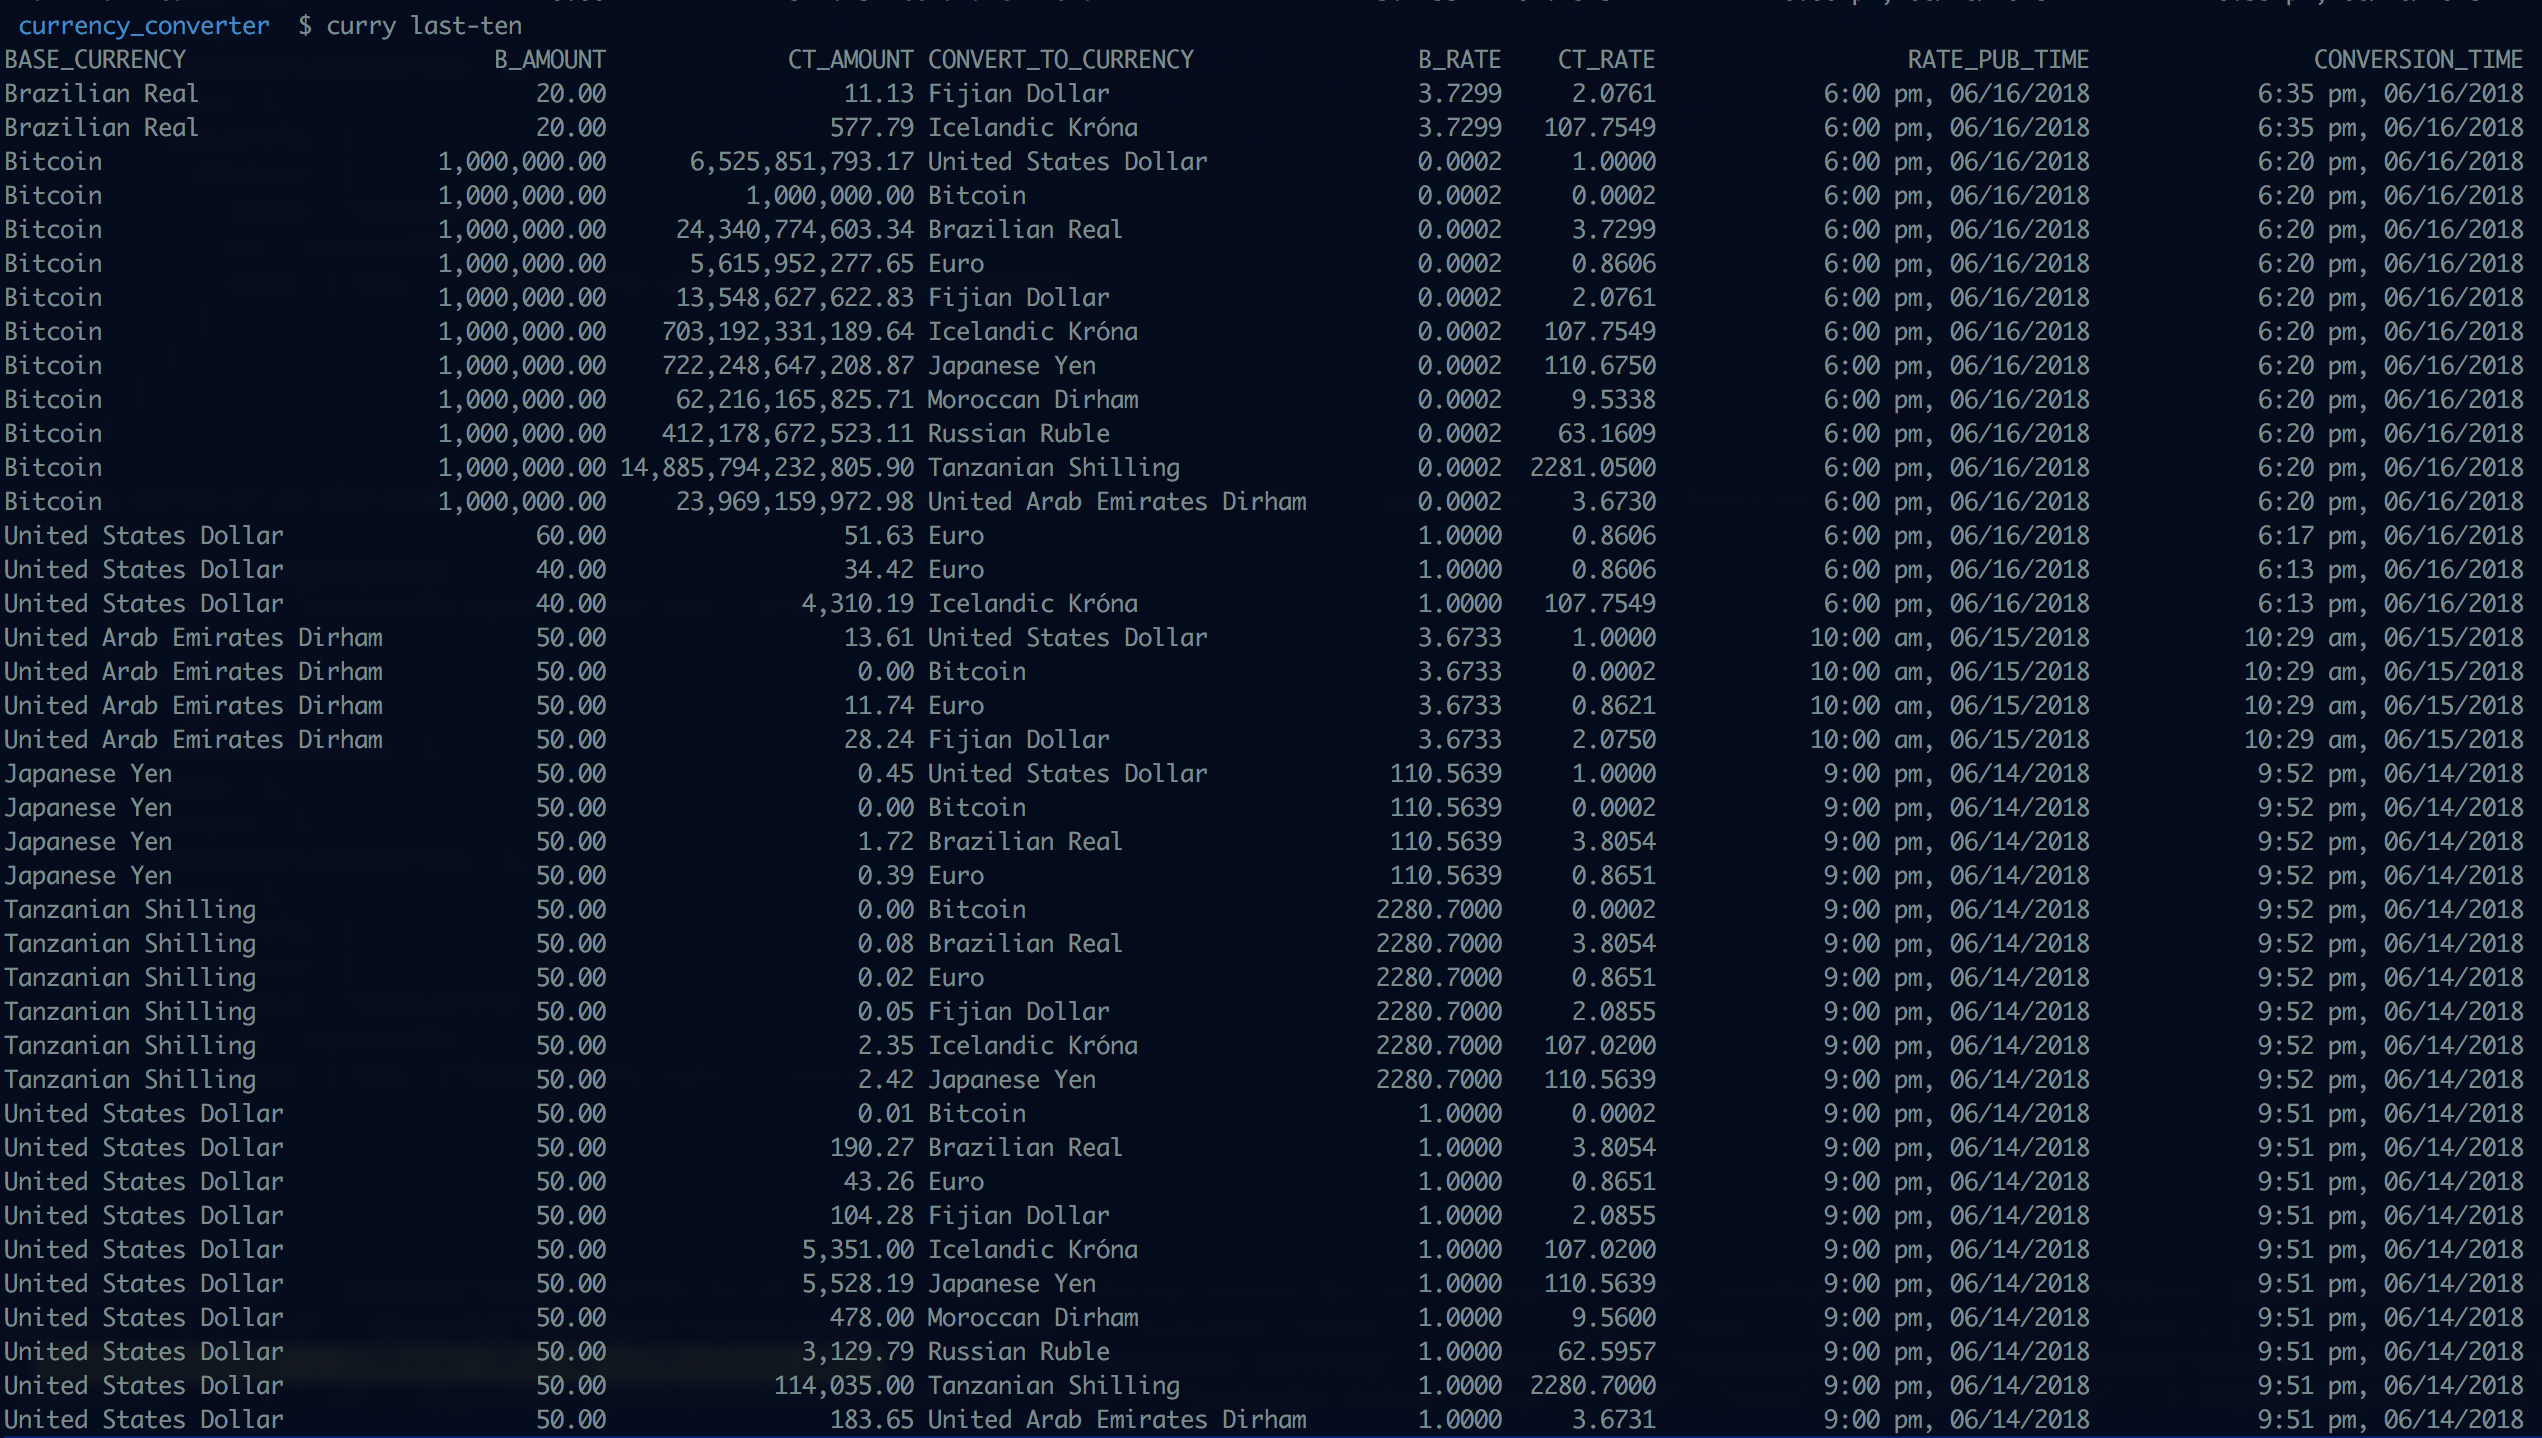 currency_converter $ curry last-ten
BASE_CURRENCY B_AMOUNT CT_AMOUNT CONVERT_TO_CURRENCY B_RATE CT_RATE RATE_PUB_TIME CONVERSION_TIME
Brazilian Real 20.00 11.13 Fijian Dollar 3.7299 2.0761 6:00 pm, 06/16/2018 6:35 pm, 06/16/2018
Brazilian Real 20.00 577.79 Icelandic Króna 3.7299 107.7549 6:00 pm, 06/16/2018 6:35 pm, 06/16/2018
Bitcoin 1,000,000.00 6,525,851,793.17 United States Dollar 0.0002 1.0000 6:00 pm, 06/16/2018 6:20 pm, 06/16/2018
Bitcoin 1,000,000.00 1,000,000.00 Bitcoin 0.0002 0.0002 6:00 pm, 06/16/2018 6:20 pm, 06/16/2018
Bitcoin 1,000,000.00 24,340,774,603.34 Brazilian Real 0.0002 3.7299 6:00 pm, 06/16/2018 6:20 pm, 06/16/2018
Bitcoin 1,000,000.00 5,615,952,277.65 Euro 0.0002 0.8606 6:00 pm, 06/16/2018 6:20 pm, 06/16/2018
Bitcoin 1,000,000.00 13,548,627,622.83 Fijian Dollar 0.0002 2.0761 6:00 pm, 06/16/2018 6:20 pm, 06/16/2018
Bitcoin 1,000,000.00 703,192,331,189.64 Icelandic Króna 0.0002 107.7549 6:00 pm, 06/16/2018 6:20 pm, 06/16/2018
Bitcoin 1,000,000.00 722,248,647,208.87 Japanese Yen 0.0002 110.6750 6:00 pm, 06/16/2018 6:20 pm, 06/16/2018
Bitcoin 1,000,000.00 62,216,165,825.71 Moroccan Dirham 0.0002 9.5338 6:00 pm, 06/16/2018 6:20 pm, 06/16/2018
Bitcoin 1,000,000.00 412,178,672,523.11 Russian Ruble 0.0002 63.1609 6:00 pm, 06/16/2018 6:20 pm, 06/16/2018
Bitcoin 1,000,000.00 14,885,794,232,805.90 Tanzanian Shilling 0.0002 2281.0500 6:00 pm, 06/16/2018 6:20 pm, 06/16/2018
Bitcoin 1,000,000.00 23,969,159,972.98 United Arab Emirates Dirham 0.0002 3.6730 6:00 pm, 06/16/2018 6:20 pm, 06/16/2018
United States Dollar 60.00 51.63 Euro 1.0000 0.8606 6:00 pm, 06/16/2018 6:17 pm, 06/16/2018
United States Dollar 40.00 34.42 Euro 1.0000 0.8606 6:00 pm, 06/16/2018 6:13 pm, 06/16/2018
United States Dollar 40.00 4,310.19 Icelandic Króna 1.0000 107.7549 6:00 pm, 06/16/2018 6:13 pm, 06/16/2018
United Arab Emirates Dirham 50.00 13.61 United States Dollar 3.6733 1.0000 10:00 am, 06/15/2018 10:29 am, 06/15/2018
United Arab Emirates Dirham 50.00 0.00 Bitcoin 3.6733 0.0002 10:00 am, 06/15/2018 10:29 am, 06/15/2018
United Arab Emirates Dirham 50.00 11.74 Euro 3.6733 0.8621 10:00 am, 06/15/2018 10:29 am, 06/15/2018
United Arab Emirates Dirham 50.00 28.24 Fijian Dollar 3.6733 2.0750 10:00 am, 06/15/2018 10:29 am, 06/15/2018
Japanese Yen 50.00 0.45 United States Dollar 110.5639 1.0000 9:00 pm, 06/14/2018 9:52 pm, 06/14/2018
Japanese Yen 50.00 0.00 Bitcoin 110.5639 0.0002 9:00 pm, 06/14/2018 9:52 pm, 06/14/2018
Japanese Yen 50.00 1.72 Brazilian Real 110.5639 3.8054 9:00 pm, 06/14/2018 9:52 pm, 06/14/2018
Japanese Yen 50.00 0.39 Euro 110.5639 0.8651 9:00 pm, 06/14/2018 9:52 pm, 06/14/2018
Tanzanian Shilling 50.00 0.00 Bitcoin 2280.7000 0.0002 9:00 pm, 06/14/2018 9:52 pm, 06/14/2018
Tanzanian Shilling 50.00 0.08 Brazilian Real 2280.7000 3.8054 9:00 pm, 06/14/2018 9:52 pm, 06/14/2018
Tanzanian Shilling 50.00 0.02 Euro 2280.7000 0.8651 9:00 pm, 06/14/2018 9:52 pm, 06/14/2018
Tanzanian Shilling 50.00 0.05 Fijian Dollar 2280.7000 2.0855 9:00 pm, 06/14/2018 9:52 pm, 06/14/2018
Tanzanian Shilling 50.00 2.35 Icelandic Króna 2280.7000 107.0200 9:00 pm, 06/14/2018 9:52 pm, 06/14/2018
Tanzanian Shilling 50.00 2.42 Japanese Yen 2280.7000 110.5639 9:00 pm, 06/14/2018 9:52 pm, 06/14/2018
United States Dollar 50.00 0.01 Bitcoin 1.0000 0.0002 9:00 pm, 06/14/2018 9:51 pm, 06/14/2018
United States Dollar 50.00 190.27 Brazilian Real 1.0000 3.8054 9:00 pm, 06/14/2018 9:51 pm, 06/14/2018
United States Dollar 50.00 43.26 Euro 1.0000 0.8651 9:00 pm, 06/14/2018 9:51 pm, 06/14/2018
United States Dollar 50.00 104.28 Fijian Dollar 1.0000 2.0855 9:00 pm, 06/14/2018 9:51 pm, 06/14/2018
United States Dollar 50.00 5,351.00 Icelandic Króna 1.0000 107.0200 9:00 pm, 06/14/2018 9:51 pm, 06/14/2018
United States Dollar 50.00 5,528.19 Japanese Yen 1.0000 110.5639 9:00 pm, 06/14/2018 9:51 pm, 06/14/2018
United States Dollar 50.00 478.00 Moroccan Dirham 1.0000 9.5600 9:00 pm, 06/14/2018 9:51 pm, 06/14/2018
United States Dollar 50.00 3,129.79 Russian Ruble 1.0000 62.5957 9:00 pm, 06/14/2018 9:51 pm, 06/14/2018
United States Dollar 50.00 114,035.00 Tanzanian Shilling 1.0000 2280.7000 9:00 pm, 06/14/2018 9:51 pm, 06/14/2018
United States Dollar 50.00 183.65 United Arab Emirates Dirham 1.0000 3.6731 9:00 pm, 06/14/2018 9:51 pm, 06/14/2018